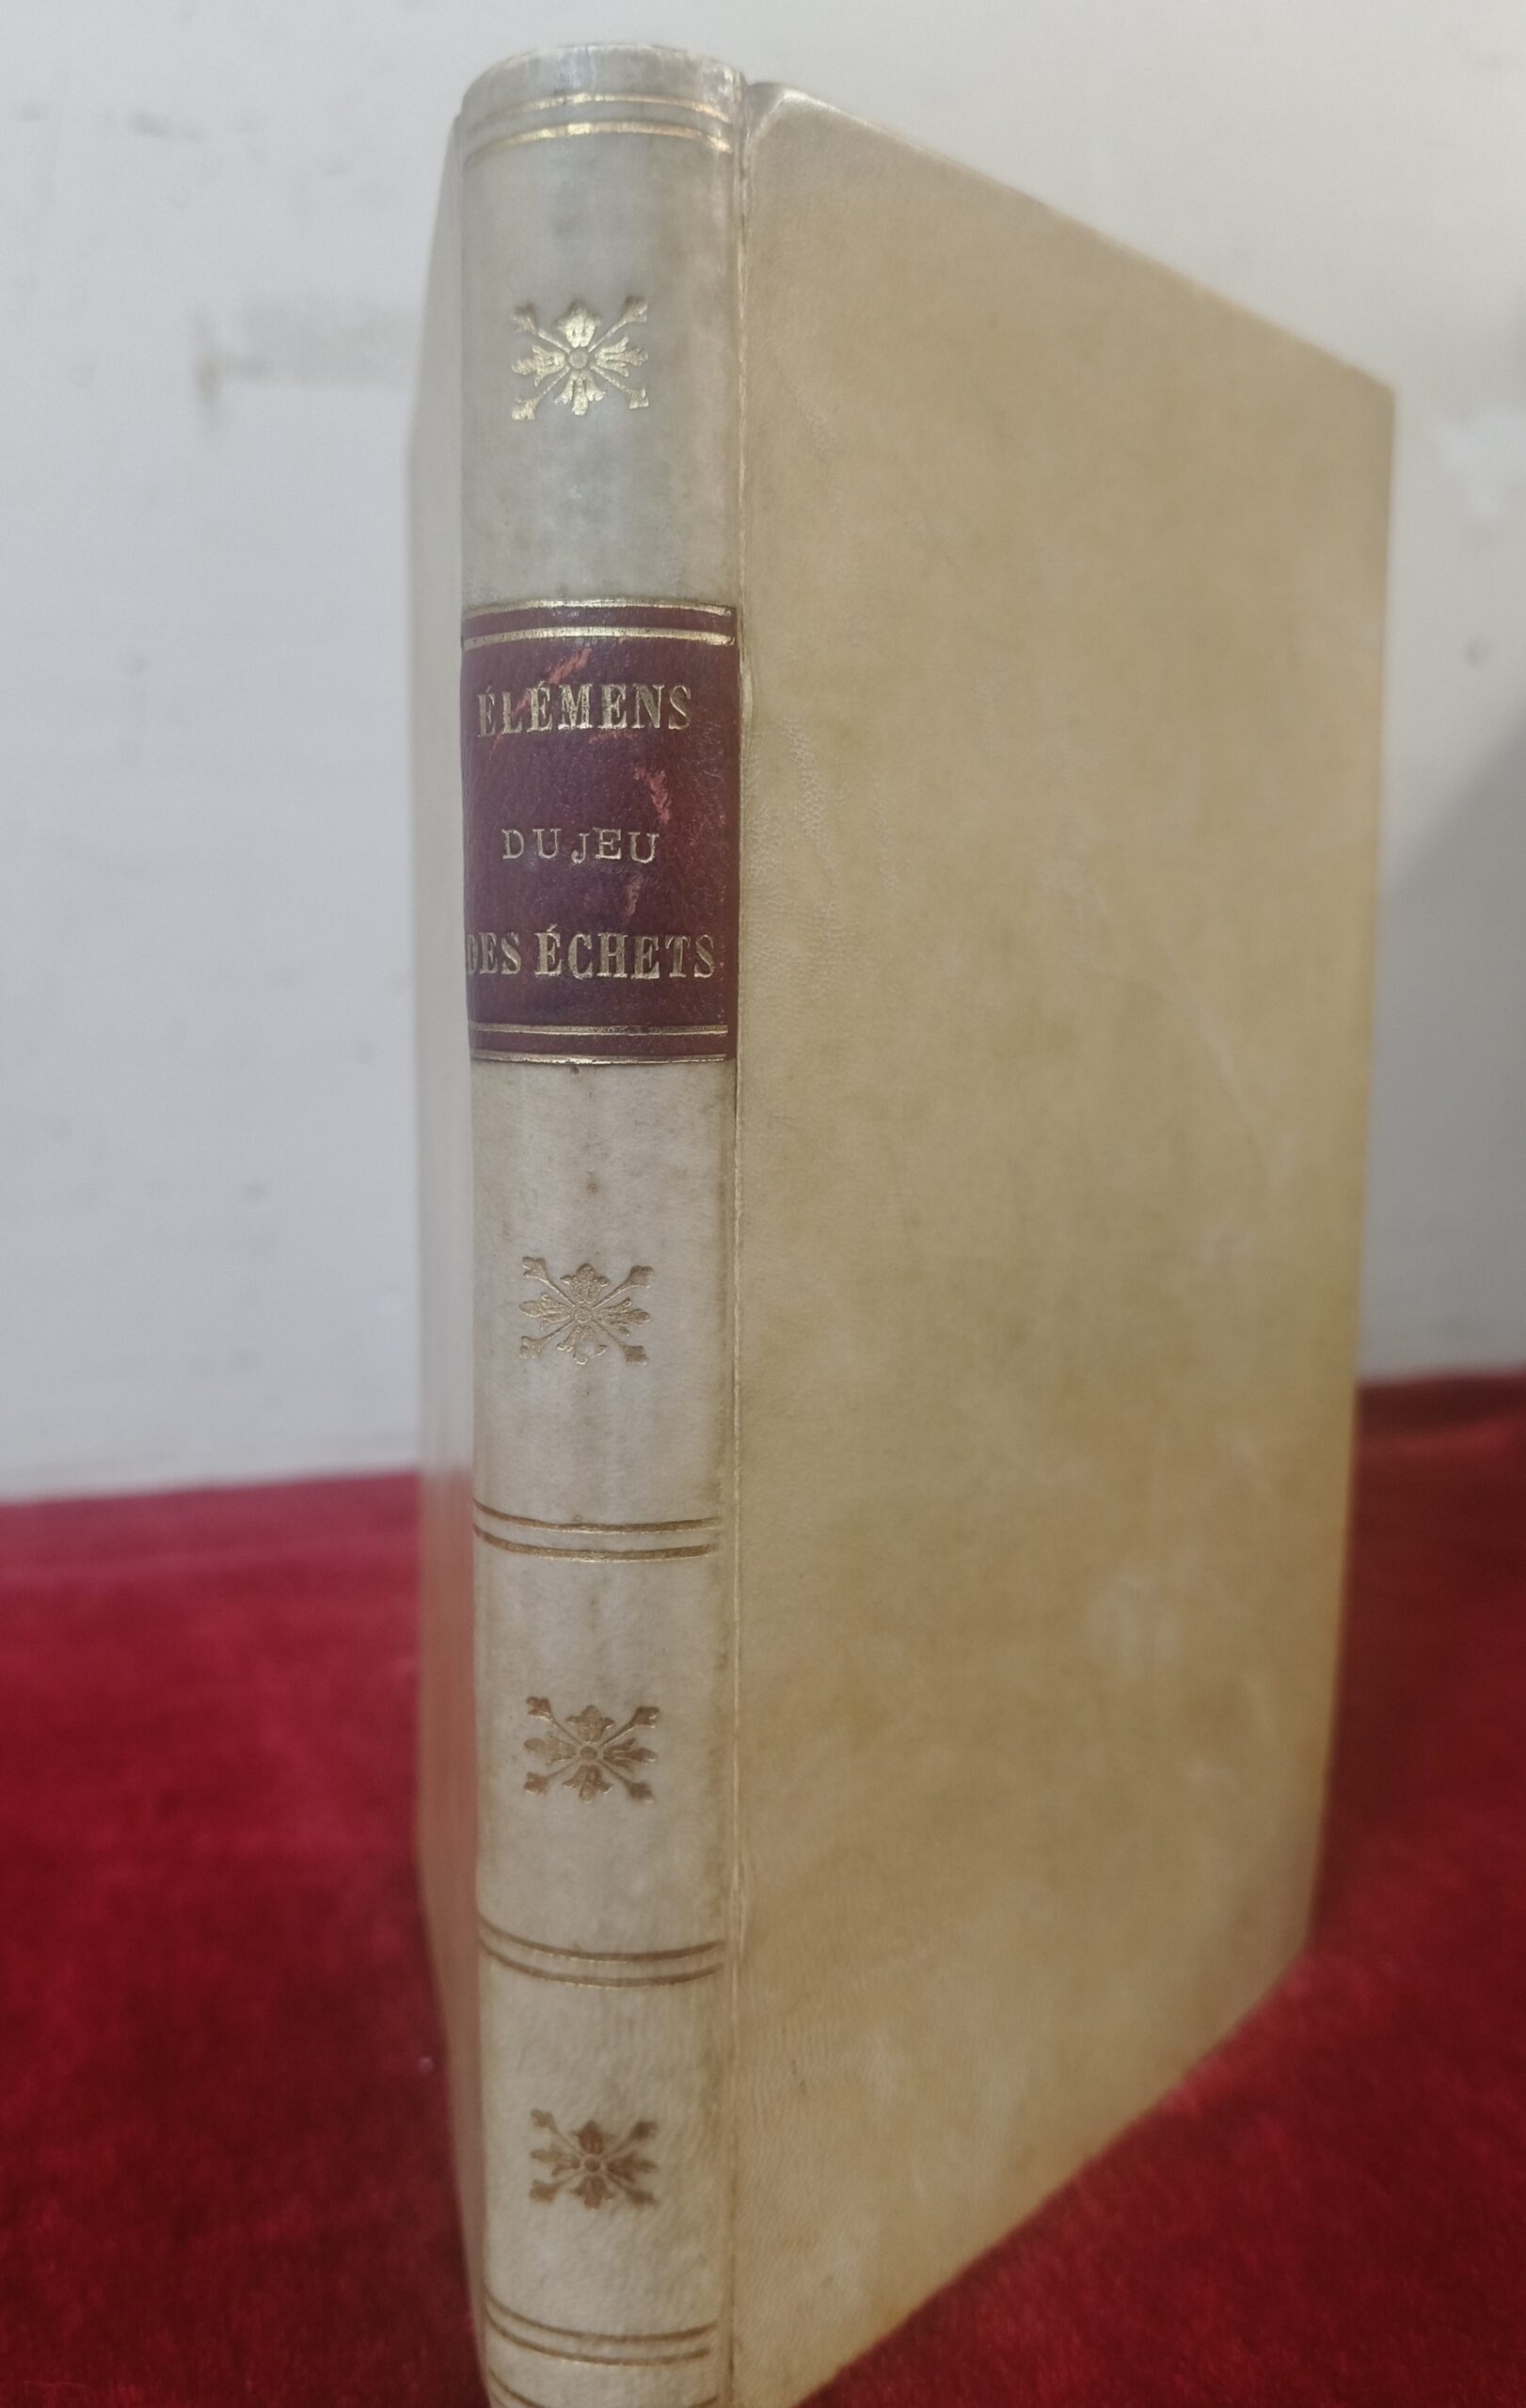 ÉLÉMENS
DU JEU
DES ÉCHETS